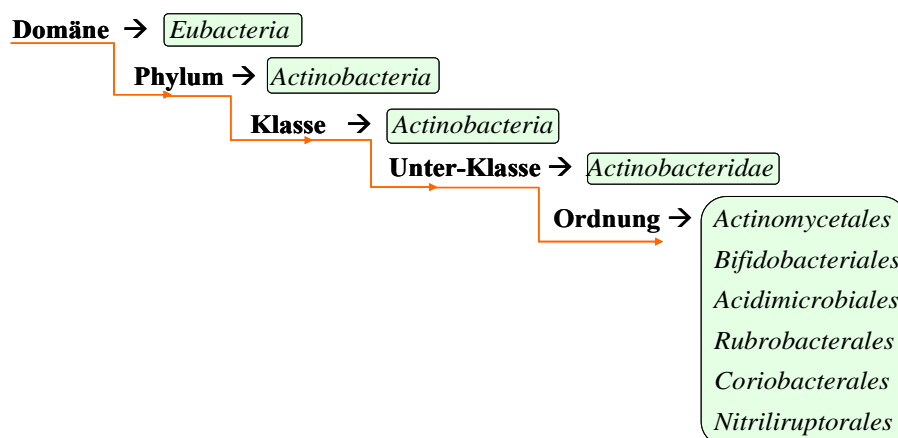 Domäne → Eubacteria
Phylum → Actinobacteria
Klasse → Actinobacteria
Unter-Klasse → Actinobacteridae
Ordnung → Actinomycetales
Bifidobacteriales
Acidimicrobiales
Rubrobacterales
Coriobacterales
Nitriliruptorales